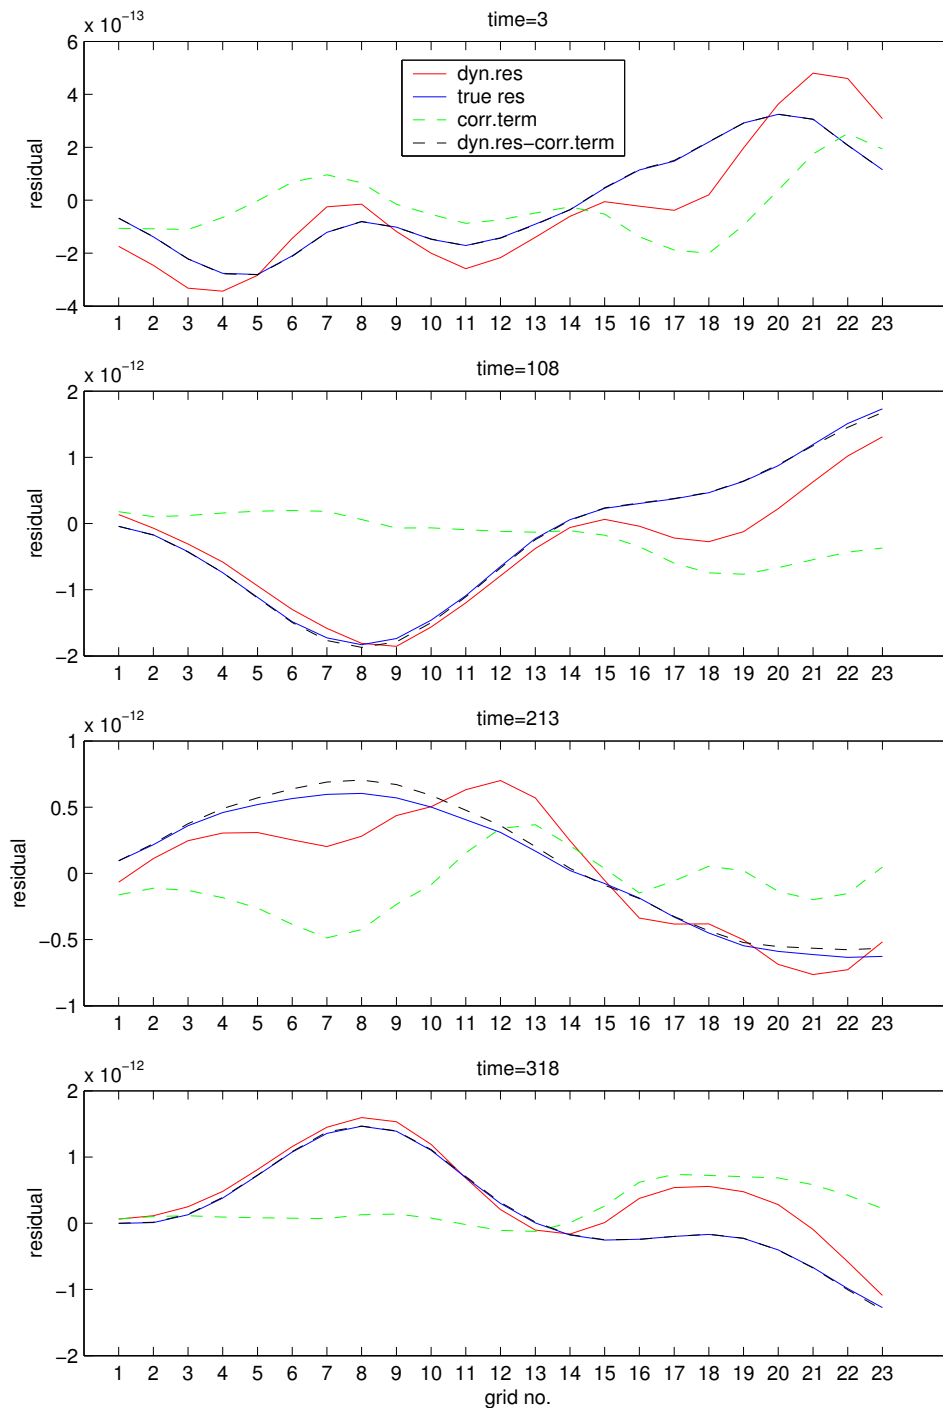 x 10⁻¹³
time=3
6
4
2
0
−2
−4
residual
dyn.res
true res
corr.term
dyn.res−corr.term
1 2 3 4 5 6 7 8 9 10 11 12 13 14 15 16 17 18 19 20 21 22 23
x 10⁻¹²
time=108
2
1
0
−1
−2
residual
1 2 3 4 5 6 7 8 9 10 11 12 13 14 15 16 17 18 19 20 21 22 23
x 10⁻¹²
time=213
1
0.5
0
−0.5
−1
residual
1 2 3 4 5 6 7 8 9 10 11 12 13 14 15 16 17 18 19 20 21 22 23
x 10⁻¹²
time=318
2
1
0
−1
−2
residual
1 2 3 4 5 6 7 8 9 10 11 12 13 14 15 16 17 18 19 20 21 22 23
grid no.